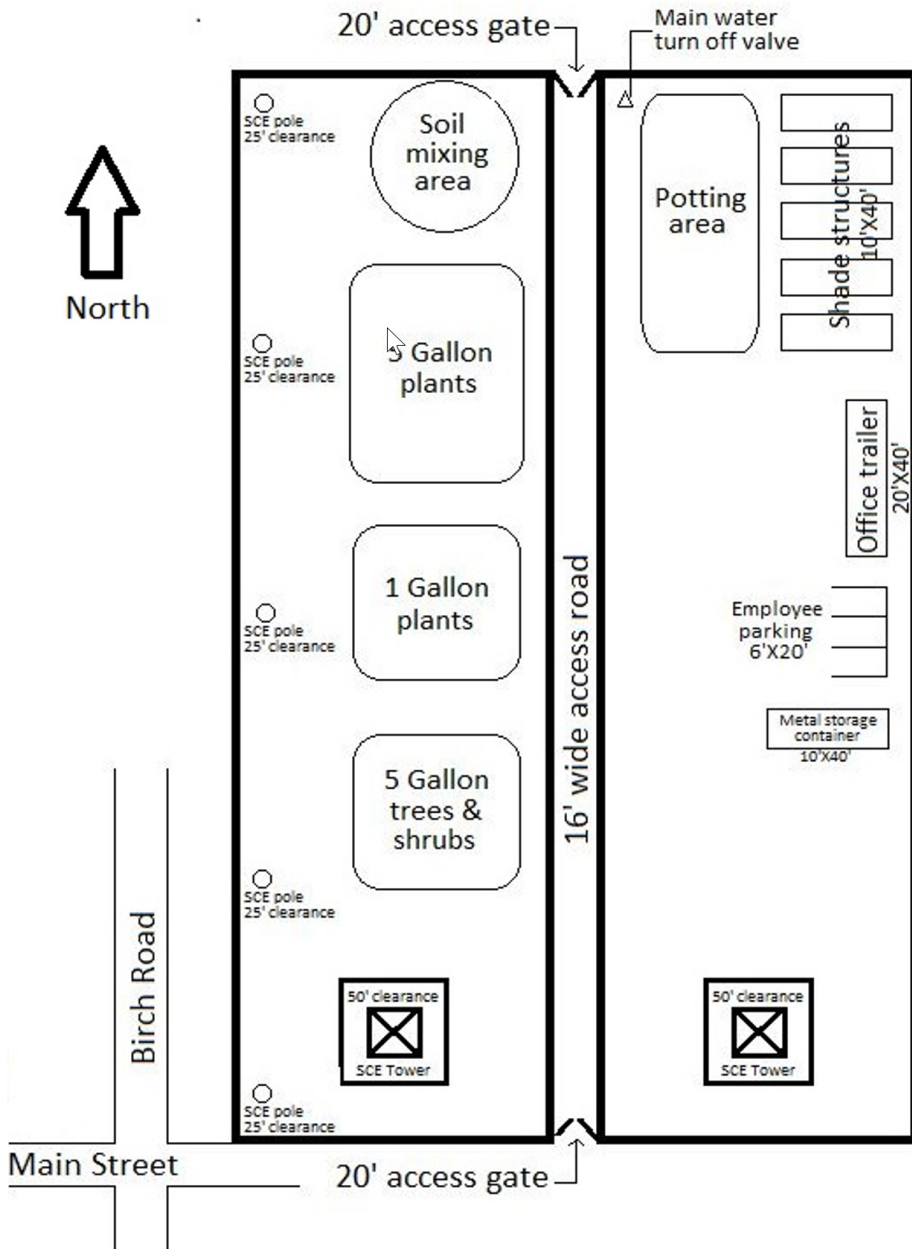 20' access gate
Main water
turn off valve
SCE pole
25' clearance
Soil
mixing
area
Potting
area
Shade structures
10'X40'
North
SCE pole
25' clearance
5 Gallon
plants
Office trailer
20'X40'
1 Gallon
plants
SCE pole
25' clearance
16' wide access road
Employee
parking
6'X20'
Metal storage
container
10'X40'
5 Gallon
trees &
shrubs
SCE pole
25' clearance
Birch Road
50' clearance
SCE Tower
50' clearance
SCE Tower
SCE pole
25' clearance
Main Street
20' access gate